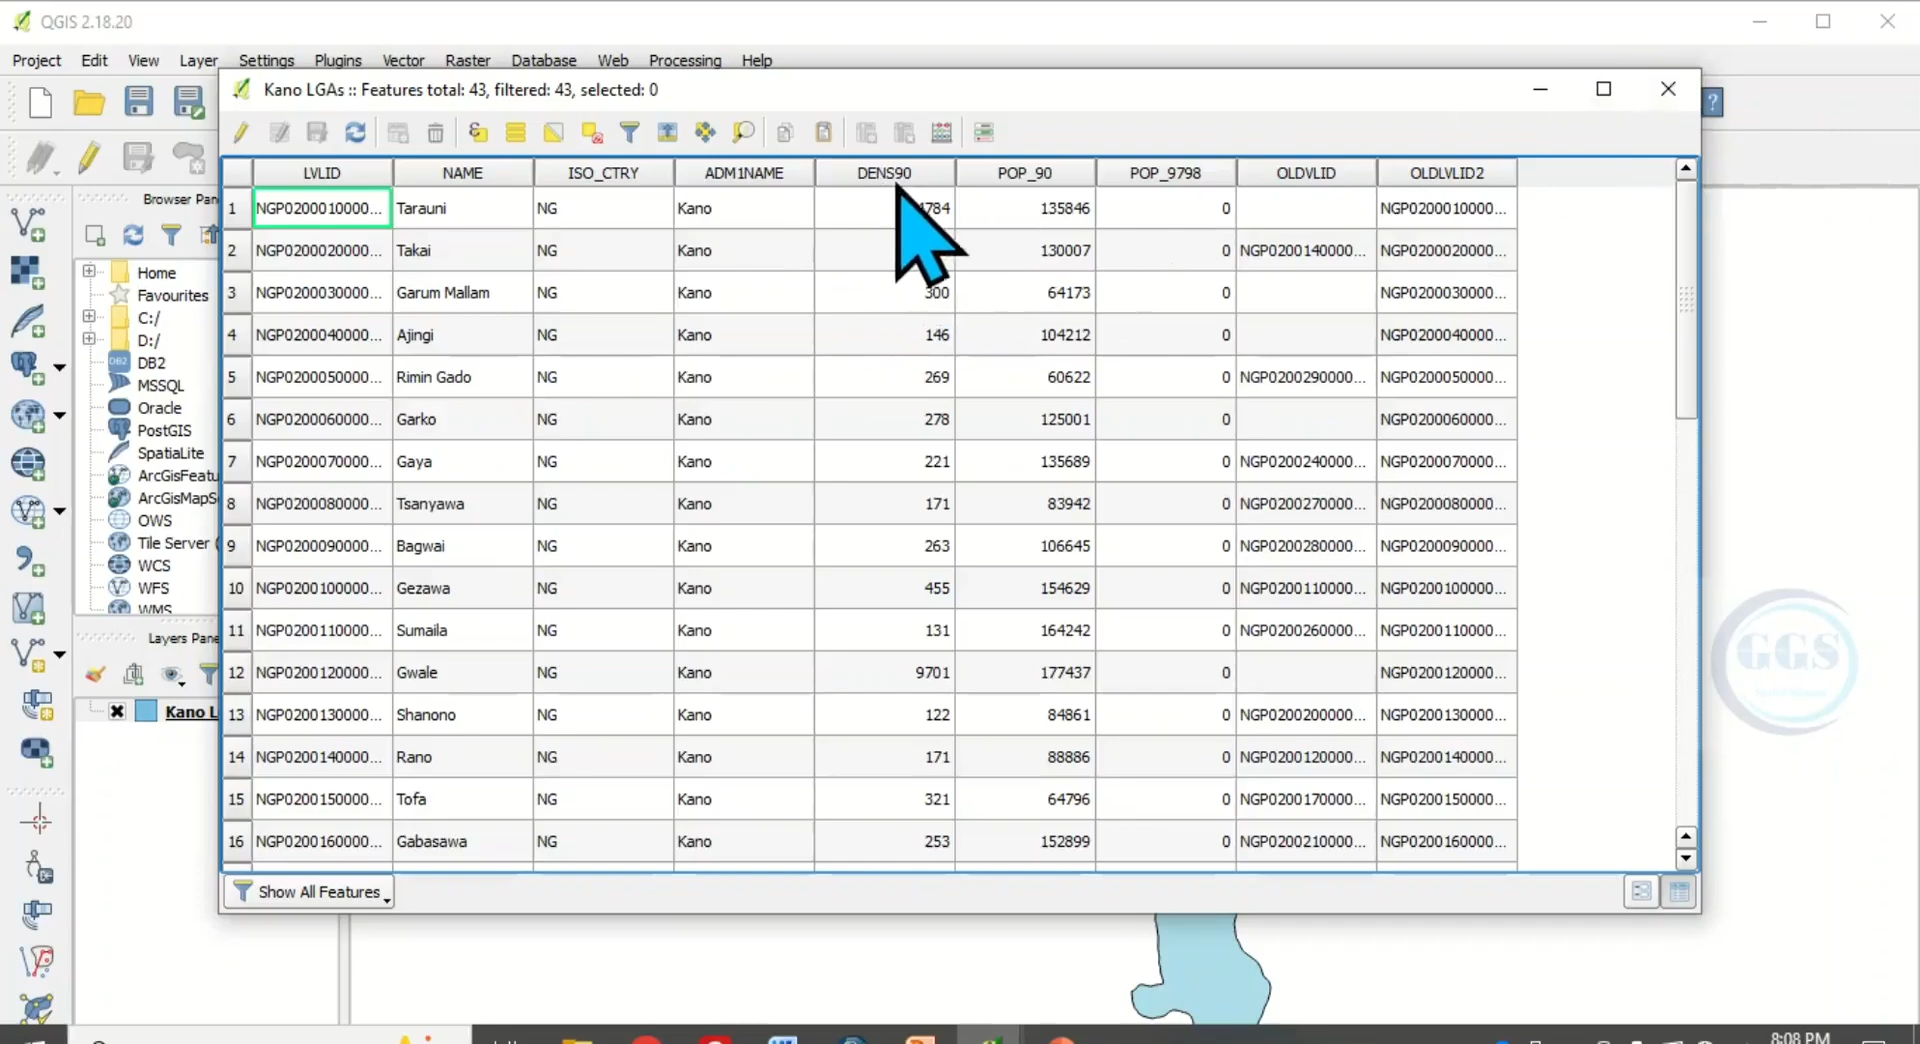 QGIS 2.18.20
Project Edit View Layer Settings Plugins Vector Raster Database Web Processing Help
Kano LGAs :: Features total: 43, filtered: 43, selected: 0
LVLID NAME ISO_CTRY ADM1NAME DENS90 POP_90 POP_9798 OLDVLID OLDLVLID2
1 NGP0200010000... Tarauni NG Kano 135846 0 NGP0200010000...
2 NGP0200020000... Takai NG Kano 130007 0 NGP0200140000... NGP0200020000...
3 NGP0200030000... Garum Mallam NG Kano 300 64173 0 NGP0200030000...
4 NGP0200040000... Ajingi NG Kano 146 104212 0 NGP0200040000...
5 NGP0200050000... Rimin Gado NG Kano 269 60622 0 NGP0200290000... NGP0200050000...
6 NGP0200060000... Garko NG Kano 278 125001 0 NGP0200060000...
7 NGP0200070000... Gaya NG Kano 221 135689 0 NGP0200240000... NGP0200070000...
8 NGP0200080000... Tsanyawa NG Kano 171 83942 0 NGP0200270000... NGP0200080000...
9 NGP0200090000... Bagwai NG Kano 263 106645 0 NGP0200280000... NGP0200090000...
10 NGP0200100000... Gezawa NG Kano 455 154629 0 NGP0200110000... NGP0200100000...
11 NGP0200110000... Sumaila NG Kano 131 164242 0 NGP0200260000... NGP0200110000...
12 NGP0200120000... Gwale NG Kano 9701 177437 0 NGP0200120000...
13 NGP0200130000... Shanono NG Kano 122 84861 0 NGP0200200000... NGP0200130000...
14 NGP0200140000... Rano NG Kano 171 88886 0 NGP0200120000... NGP0200140000...
15 NGP0200150000... Tofa NG Kano 321 64796 0 NGP0200170000... NGP0200150000...
16 NGP0200160000... Gabasawa NG Kano 253 152899 0 NGP0200210000... NGP0200160000...
Show All Features
Browser Pan
Home
Favourites
C:/
D:/
DB2
MSSQL
Oracle
PostGIS
SpatiaLite
ArcGisFeatu
ArcGisMapS
OWS
Tile Server (
WCS
WFS
WMS
Layers Pane
Kano L
GGS
8:08 PM